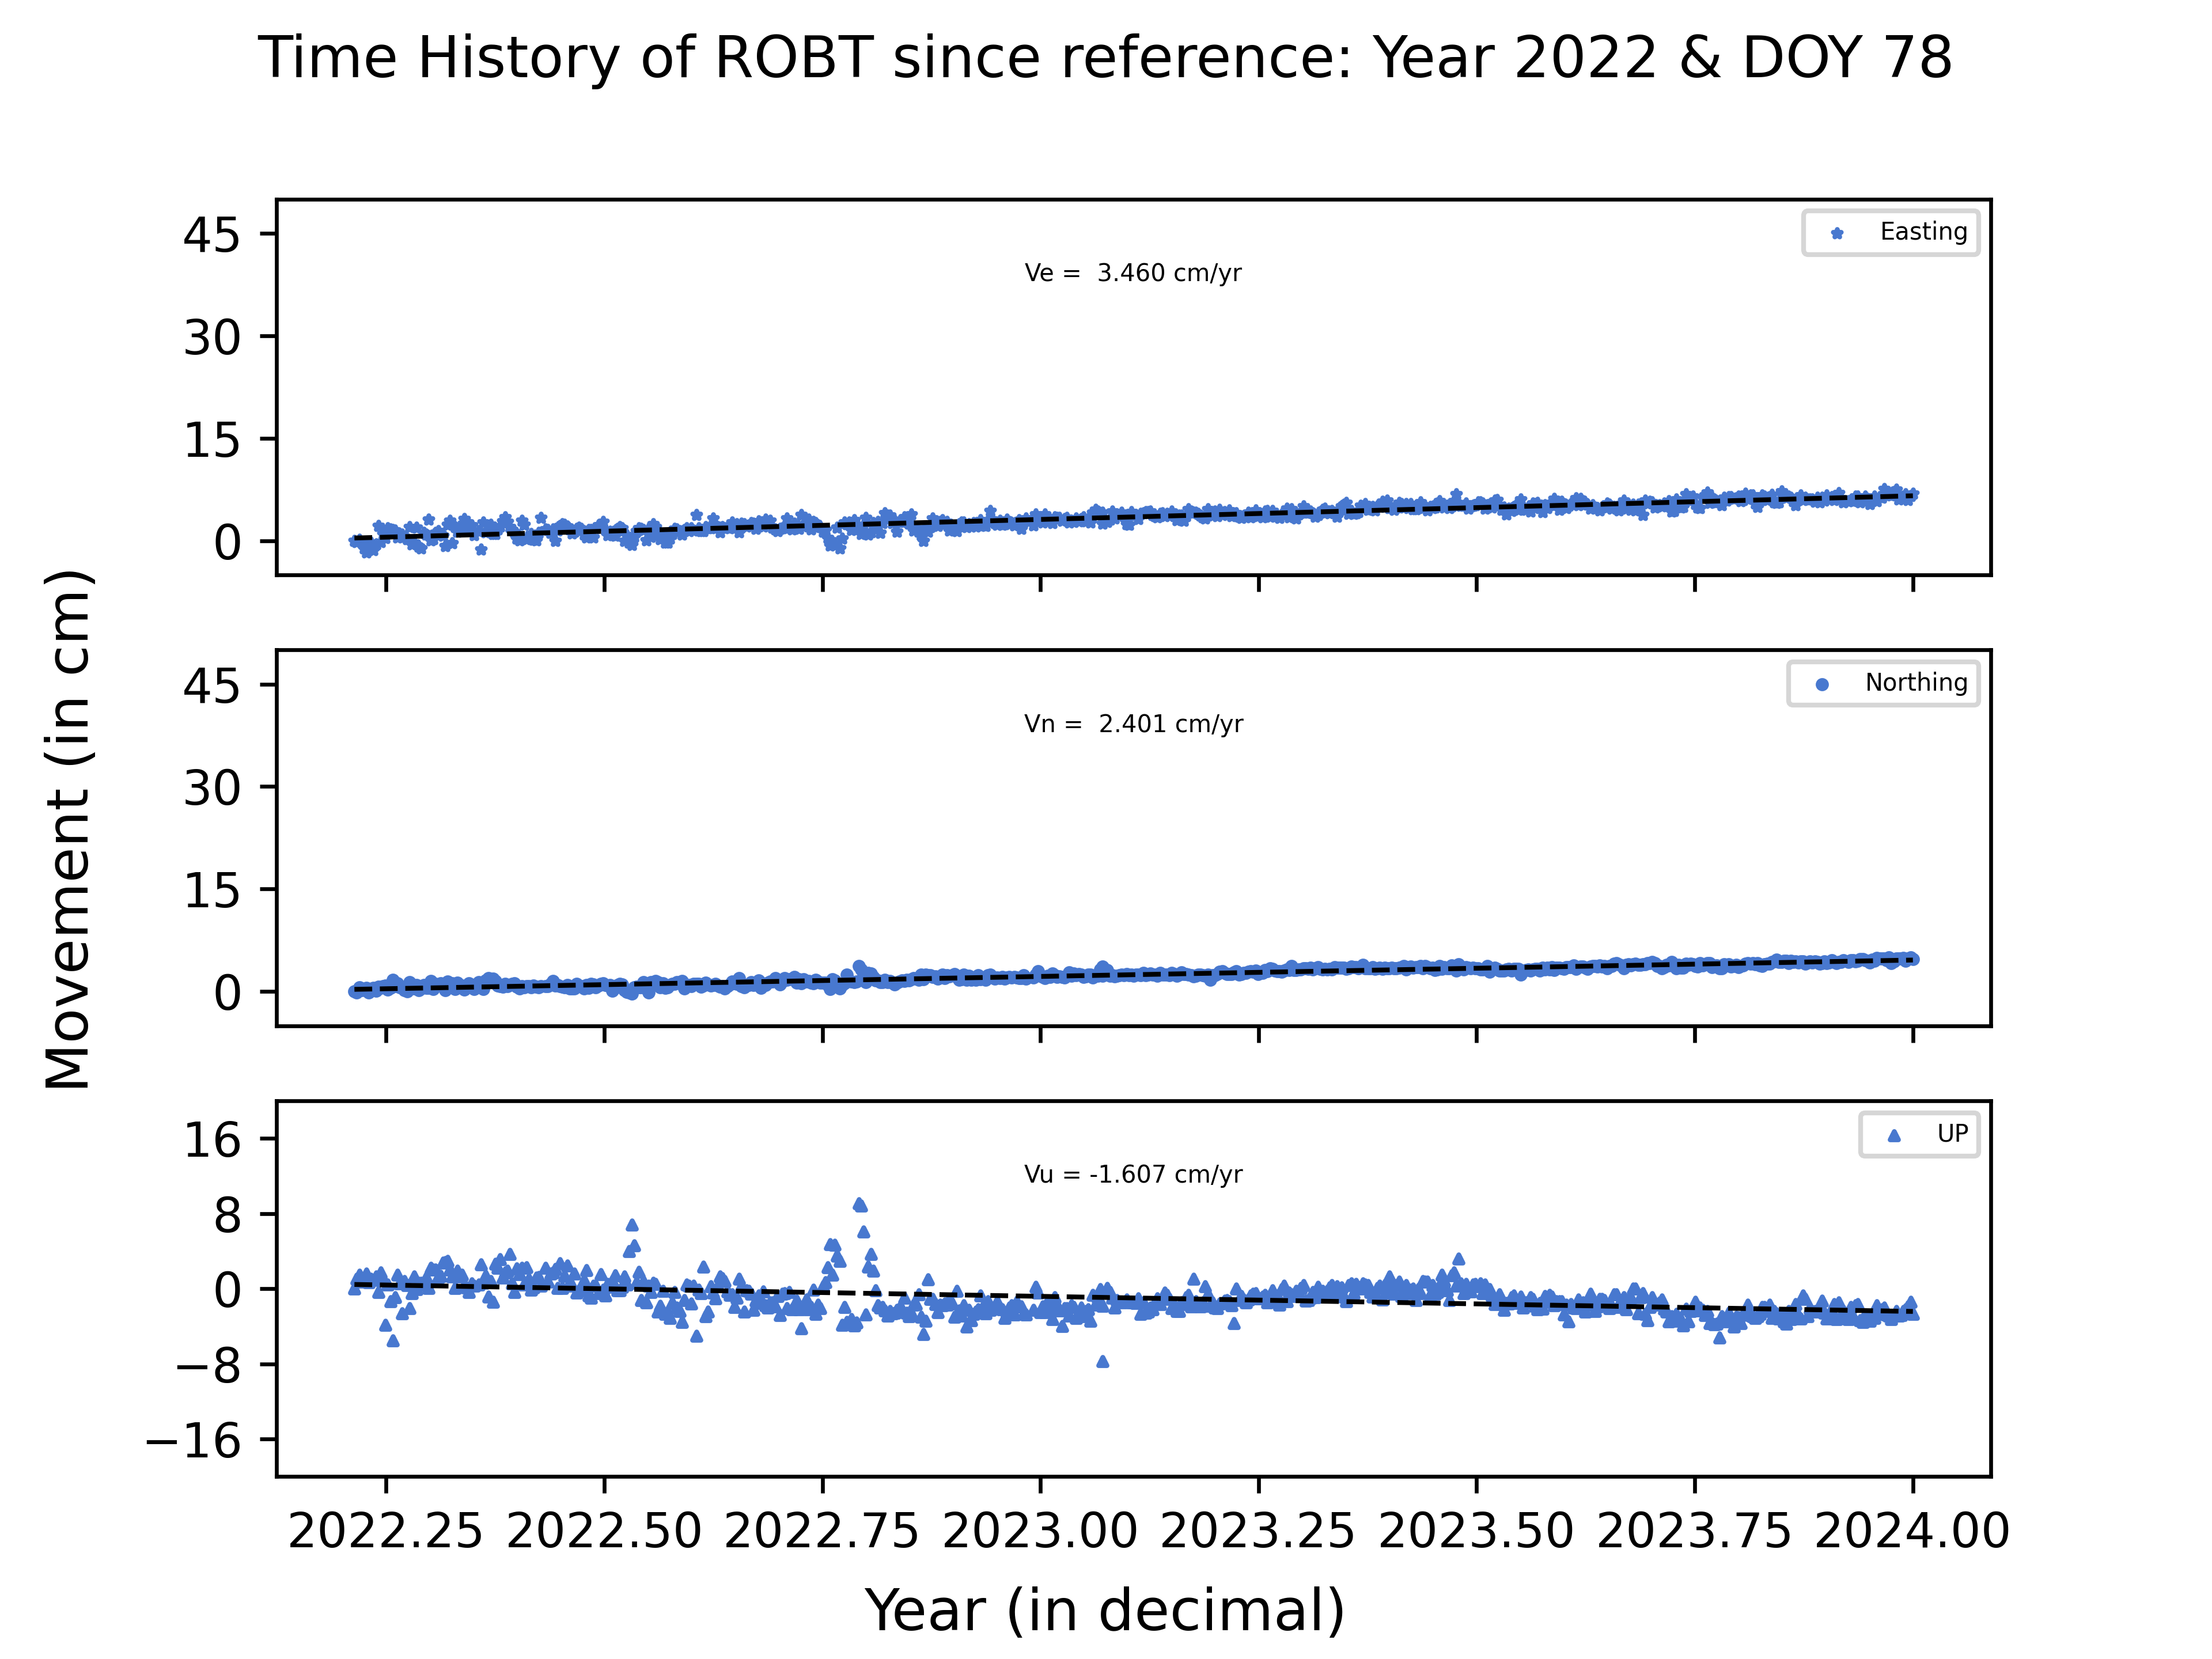 Time History of ROBT since reference: Year 2022 & DOY 78
Movement (in cm)
45
30
15
0
Easting
Ve =  3.460 cm/yr
45
30
15
0
Northing
Vn =  2.401 cm/yr
16
8
0
−8
−16
UP
Vu = -1.607 cm/yr
2022.25 2022.50 2022.75 2023.00 2023.25 2023.50 2023.75 2024.00
Year (in decimal)